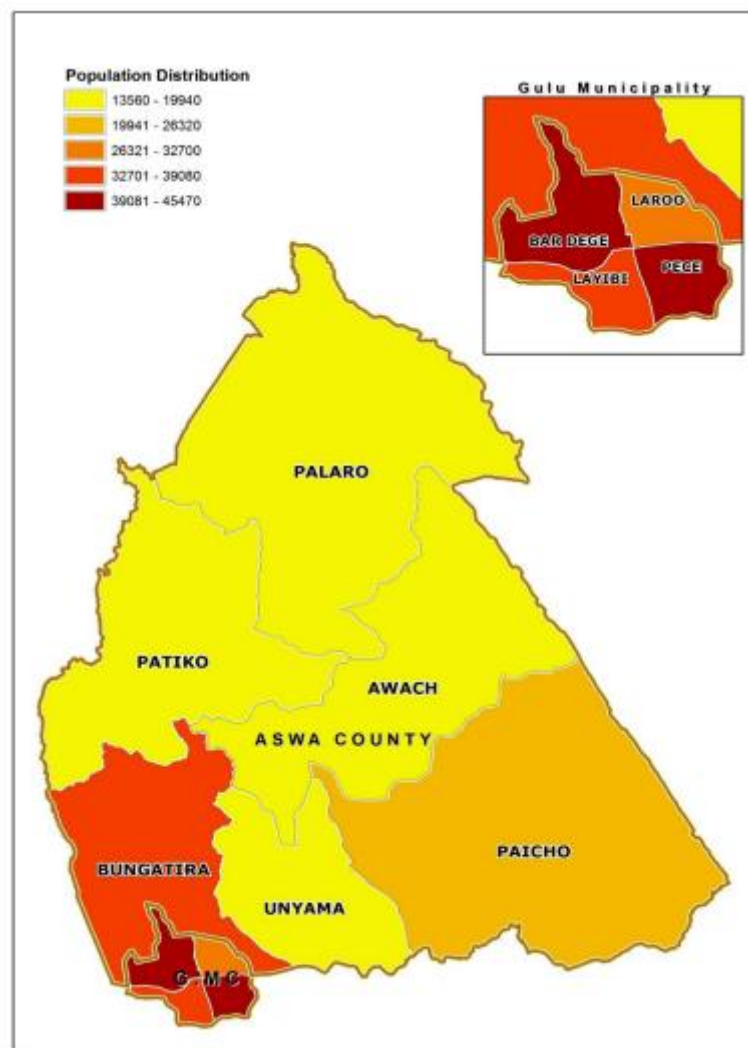 Population Distribution
13560 - 19940
19941 - 26320
26321 - 32700
32701 - 39080
39081 - 45470
Gulu Municipality
LAROO
BAR DEGE
PECE
LAYIBI
PALARO
PATIKO
AWACH
ASWA COUNTY
PAICHO
BUNGATIRA
UNYAMA
G M C